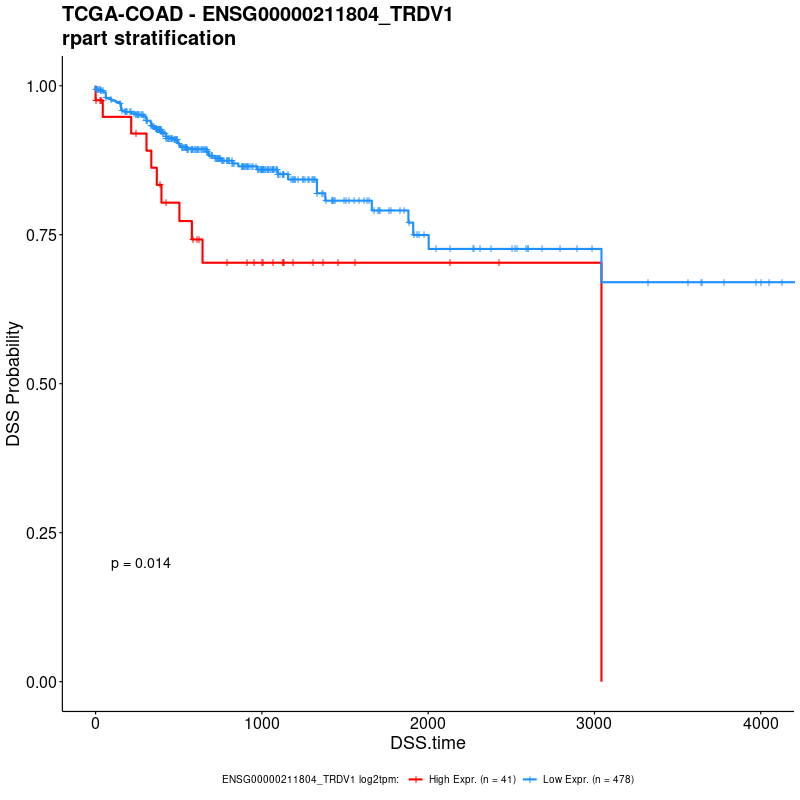 TCGA-COAD - ENSG00000211804_TRDV1
rpart stratification
1.00
0.75
0.50
0.25
0.00
DSS Probability
p = 0.014
0
1000
2000
3000
4000
DSS.time
ENSG00000211804_TRDV1 log2tpm: High Expr. (n = 41) Low Expr. (n = 478)